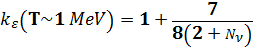 k_ε(T~1 MeV) = 1 + 7/8(2 + N_ν)